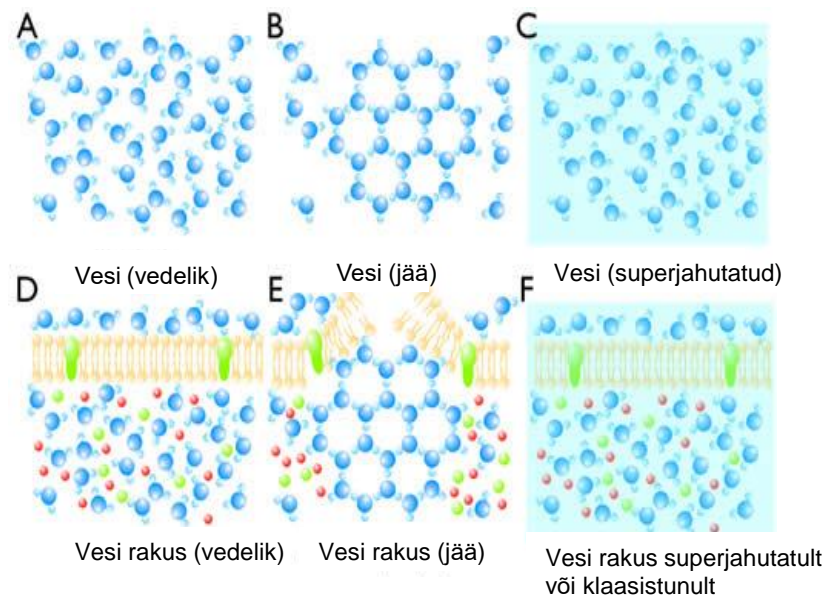 A B C
Vesi (vedelik) Vesi (jää) Vesi (superjahutatud)
D E F
Vesi rakus (vedelik) Vesi rakus (jää) Vesi rakus superjahutatult
või klaasistunult